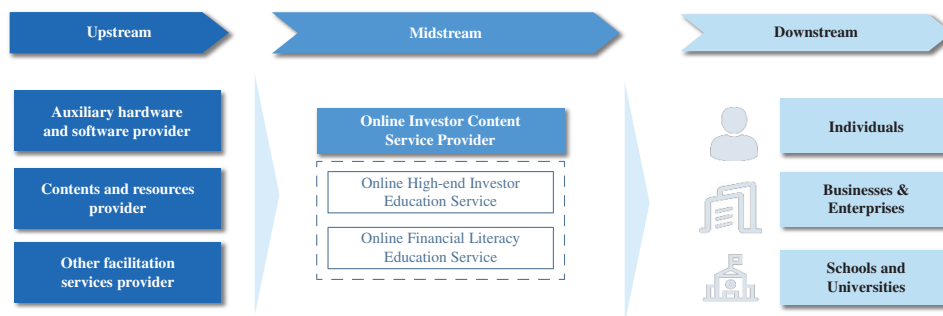 Upstream
Midstream
Downstream
Auxiliary hardware
and software provider
Contents and resources
provider
Other facilitation
services provider
Online Investor Content
Service Provider
Online High-end Investor
Education Service
Online Financial Literacy
Education Service
Individuals
Businesses &
Enterprises
Schools and
Universities